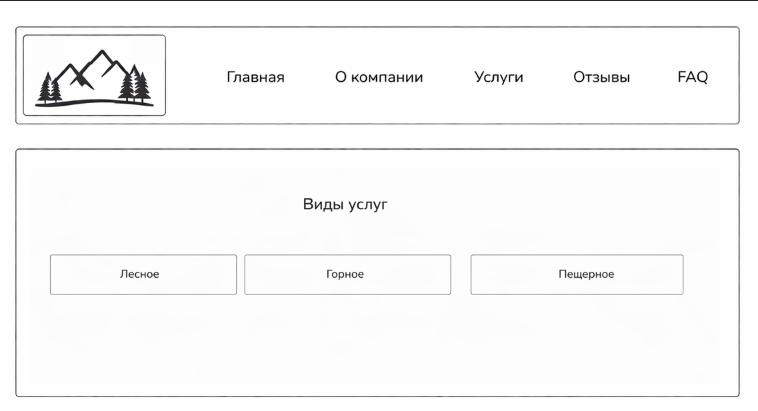 Главная О компании Услуги Отзывы FAQ
Виды услуг
Лесное Горное Пещерное